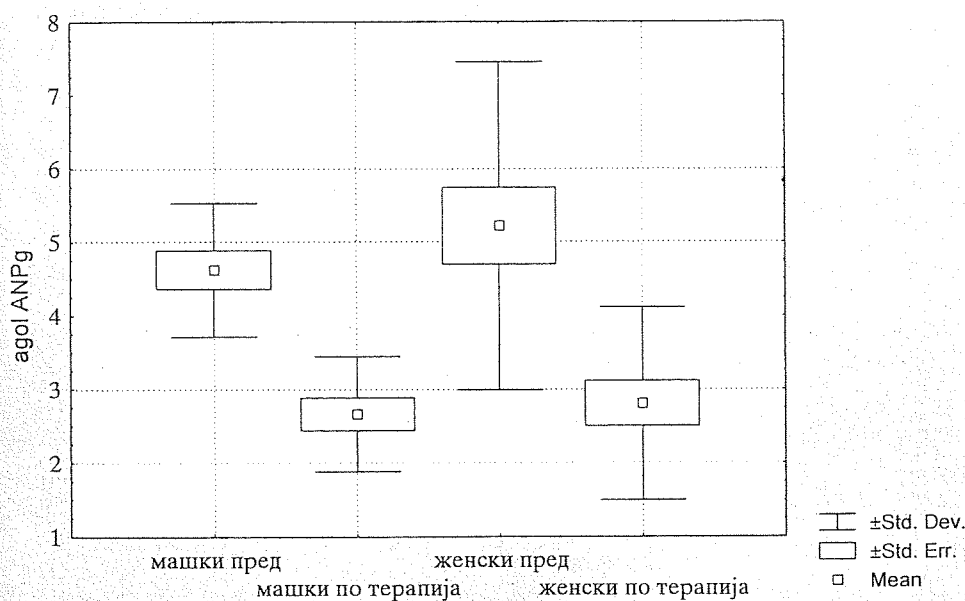 8
7
6
5
4
3
2
1
agol ANPg
машки пред
женски пред
машки по терапија
женски по терапија
±Std. Dev.
±Std. Err.
Mean